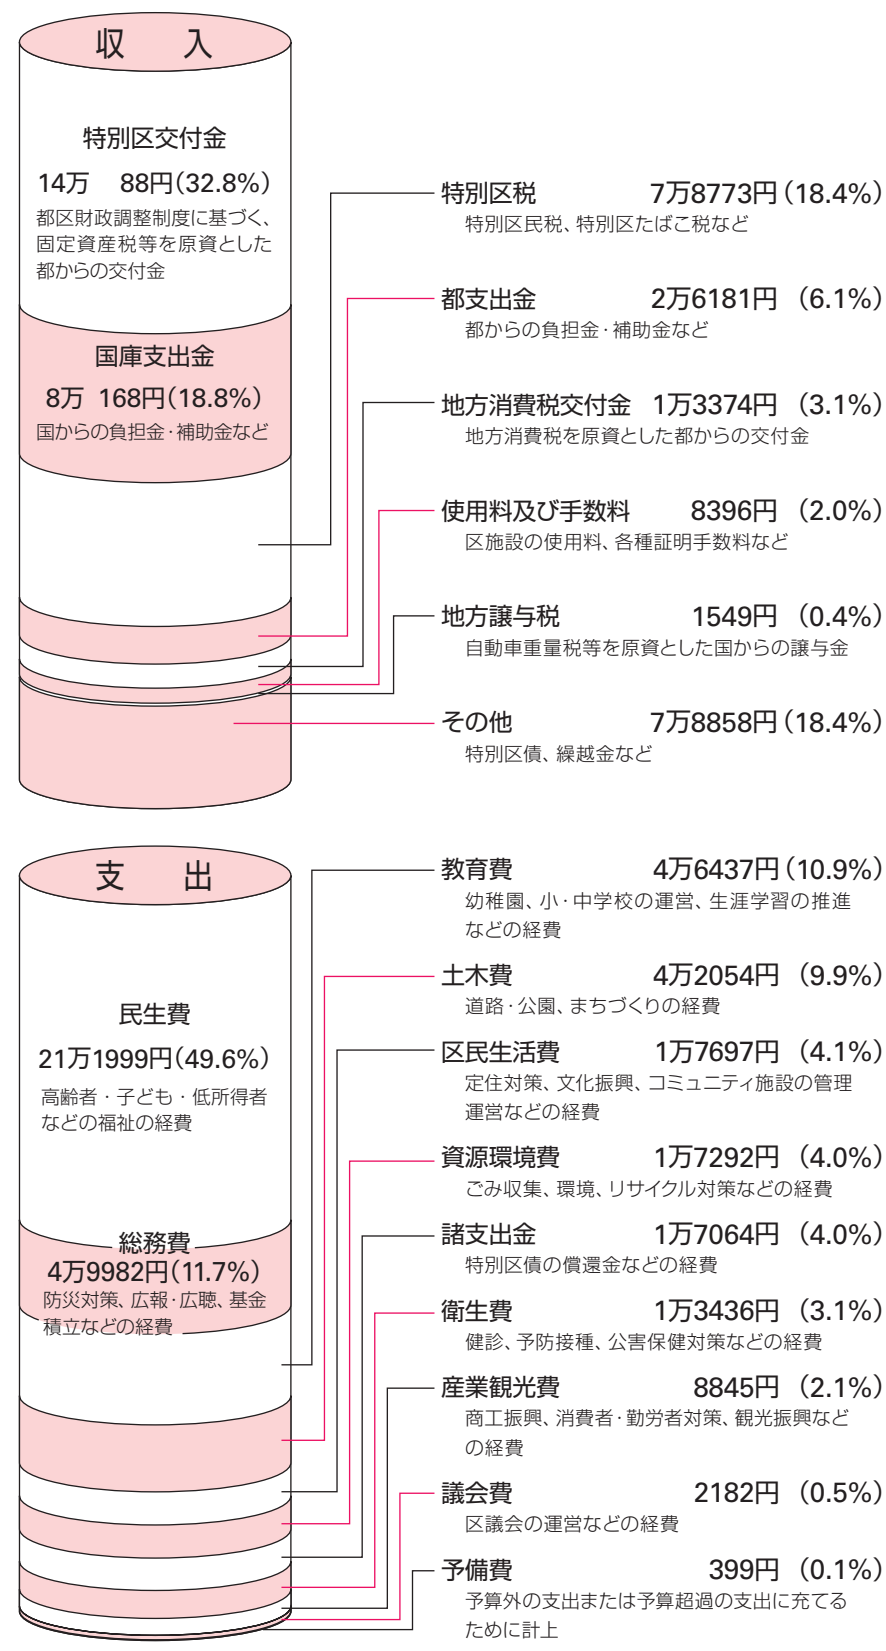 収 入
特別区交付金
14万 88円(32.8%)
都区財政調整制度に基づく、
固定資産税等を原資とした
都からの交付金
国庫支出金
8万 168円(18.8%)
国からの負担金・補助金など
特別区税 7万8773円(18.4%)
特別区民税、特別区たばこ税など
都支出金 2万6181円 (6.1%)
都からの負担金・補助金など
地方消費税交付金 1万3374円 (3.1%)
地方消費税を原資とした都からの交付金
使用料及び手数料 8396円 (2.0%)
区施設の使用料、各種証明手数料など
地方譲与税 1549円 (0.4%)
自動車重量税等を原資とした国からの譲与金
その他 7万8858円(18.4%)
特別区債、繰越金など
支 出
民生費
21万1999円(49.6%)
高齢者・子ども・低所得者
などの福祉の経費
総務費
4万9982円(11.7%)
防災対策、広報・広聴、基金
積立などの経費
教育費 4万6437円(10.9%)
幼稚園、小・中学校の運営、生涯学習の推進
などの経費
土木費 4万2054円 (9.9%)
道路・公園、まちづくりの経費
区民生活費 1万7697円 (4.1%)
定住対策、文化振興、コミュニティ施設の管理
運営などの経費
資源環境費 1万7292円 (4.0%)
ごみ収集、環境、リサイクル対策などの経費
諸支出金 1万7064円 (4.0%)
特別区債の償還金などの経費
衛生費 1万3436円 (3.1%)
健診、予防接種、公害保健対策などの経費
産業観光費 8845円 (2.1%)
商工振興、消費者・勤労者対策、観光振興など
の経費
議会費 2182円 (0.5%)
区議会の運営などの経費
予備費 399円 (0.1%)
予算外の支出または予算超過の支出に充てる
ために計上